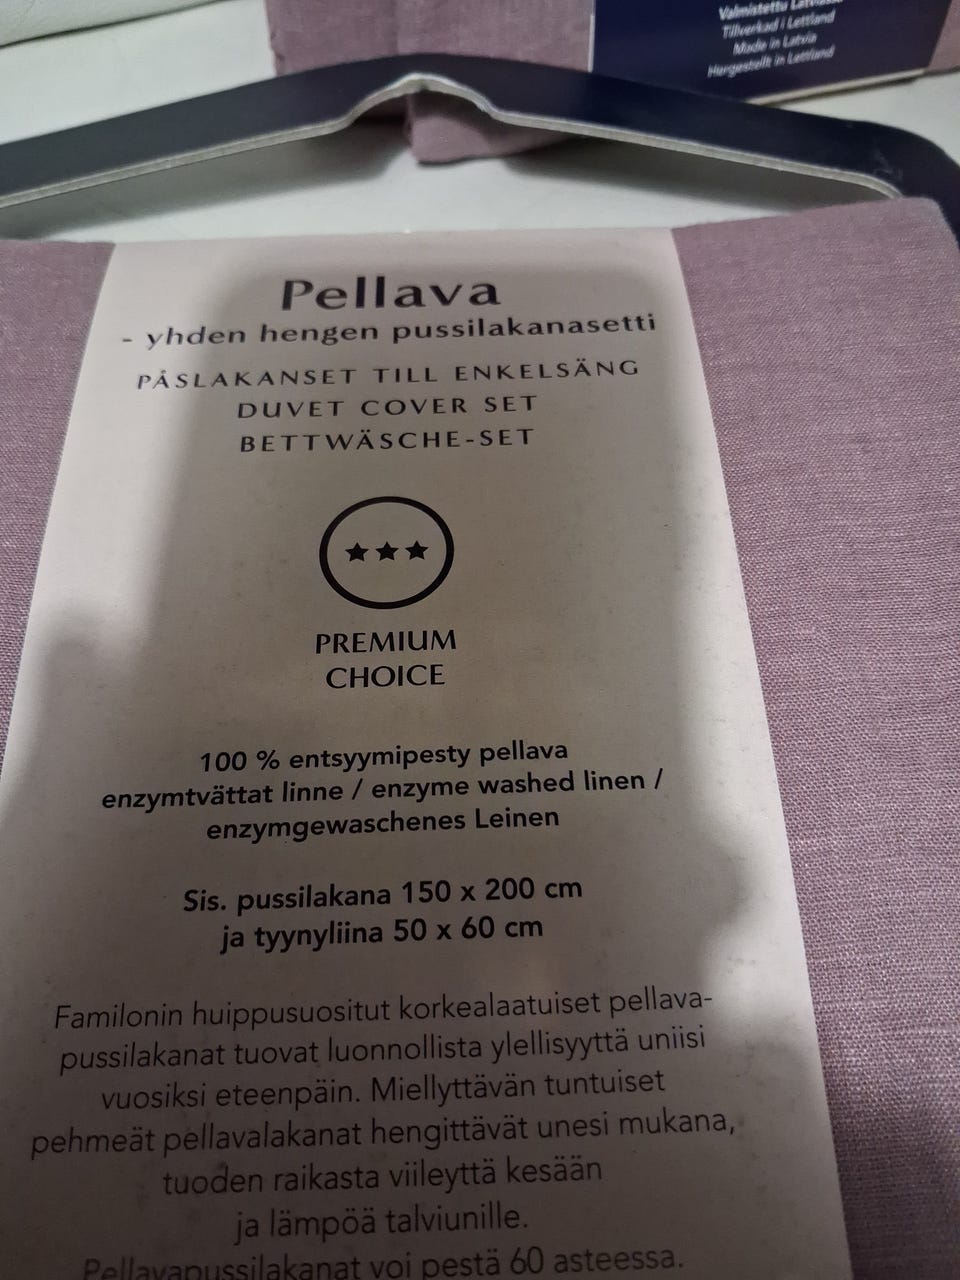 Valmistettu Latviassa
Tillverkad i Lettland
Made in Latvia
Hergestellt in Lettland
Pellava
- yhden hengen pussilakanasetti
PÅSLAKANSET TILL ENKELSÄNG
DUVET COVER SET
BETTWÄSCHE-SET
PREMIUM
CHOICE
100 % entsyymipesty pellava
enzymtvättat linne / enzyme washed linen /
enzymgewaschenes Leinen
Sis. pussilakana 150 x 200 cm
ja tyynyliina 50 x 60 cm
Familonin huippusuositut korkealaatuiset pellava-
pussilakanat tuovat luonnollista ylellisyyttä uniisi
vuosiksi eteenpäin. Miellyttävän tuntuiset
pehmeät pellavalakanat hengittävät unesi mukana,
tuoden raikasta viileyttä kesään
ja lämpöä talviunille.
Pellavapussilakanat voi pestä 60 asteessa.